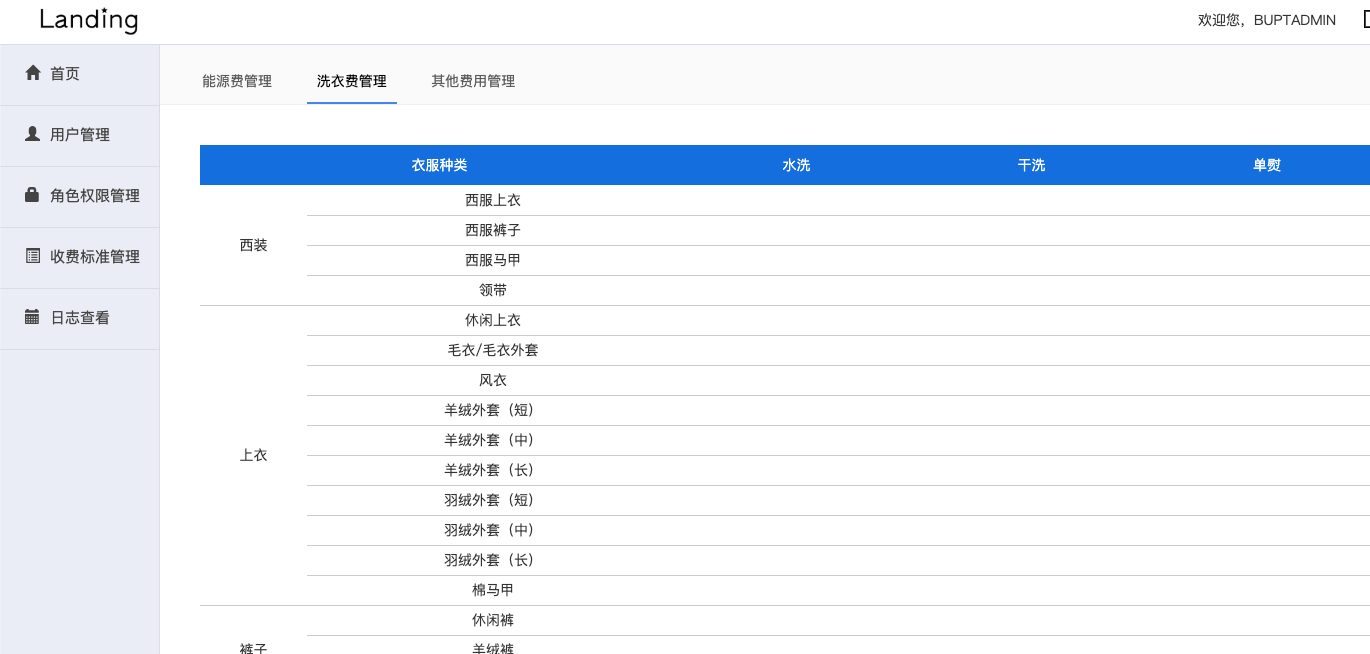 Landing
欢迎您，BUPTADMIN
首页
用户管理
角色权限管理
收费标准管理
日志查看
能源费管理 洗衣费管理 其他费用管理
衣服种类 水洗 干洗 单熨
西装
西服上衣
西服裤子
西服马甲
领带
上衣
休闲上衣
毛衣/毛衣外套
风衣
羊绒外套（短）
羊绒外套（中）
羊绒外套（长）
羽绒外套（短）
羽绒外套（中）
羽绒外套（长）
棉马甲
裤子
休闲裤
羊绒裤